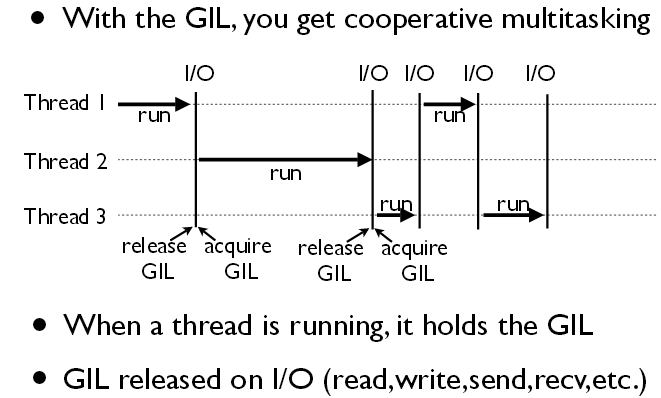 • With the GIL, you get cooperative multitasking
I/O I/O I/O I/O I/O
Thread 1
run run
Thread 2
run
Thread 3
run run
release GIL acquire GIL release GIL acquire GIL
• When a thread is running, it holds the GIL
• GIL released on I/O (read,write,send,recv,etc.)